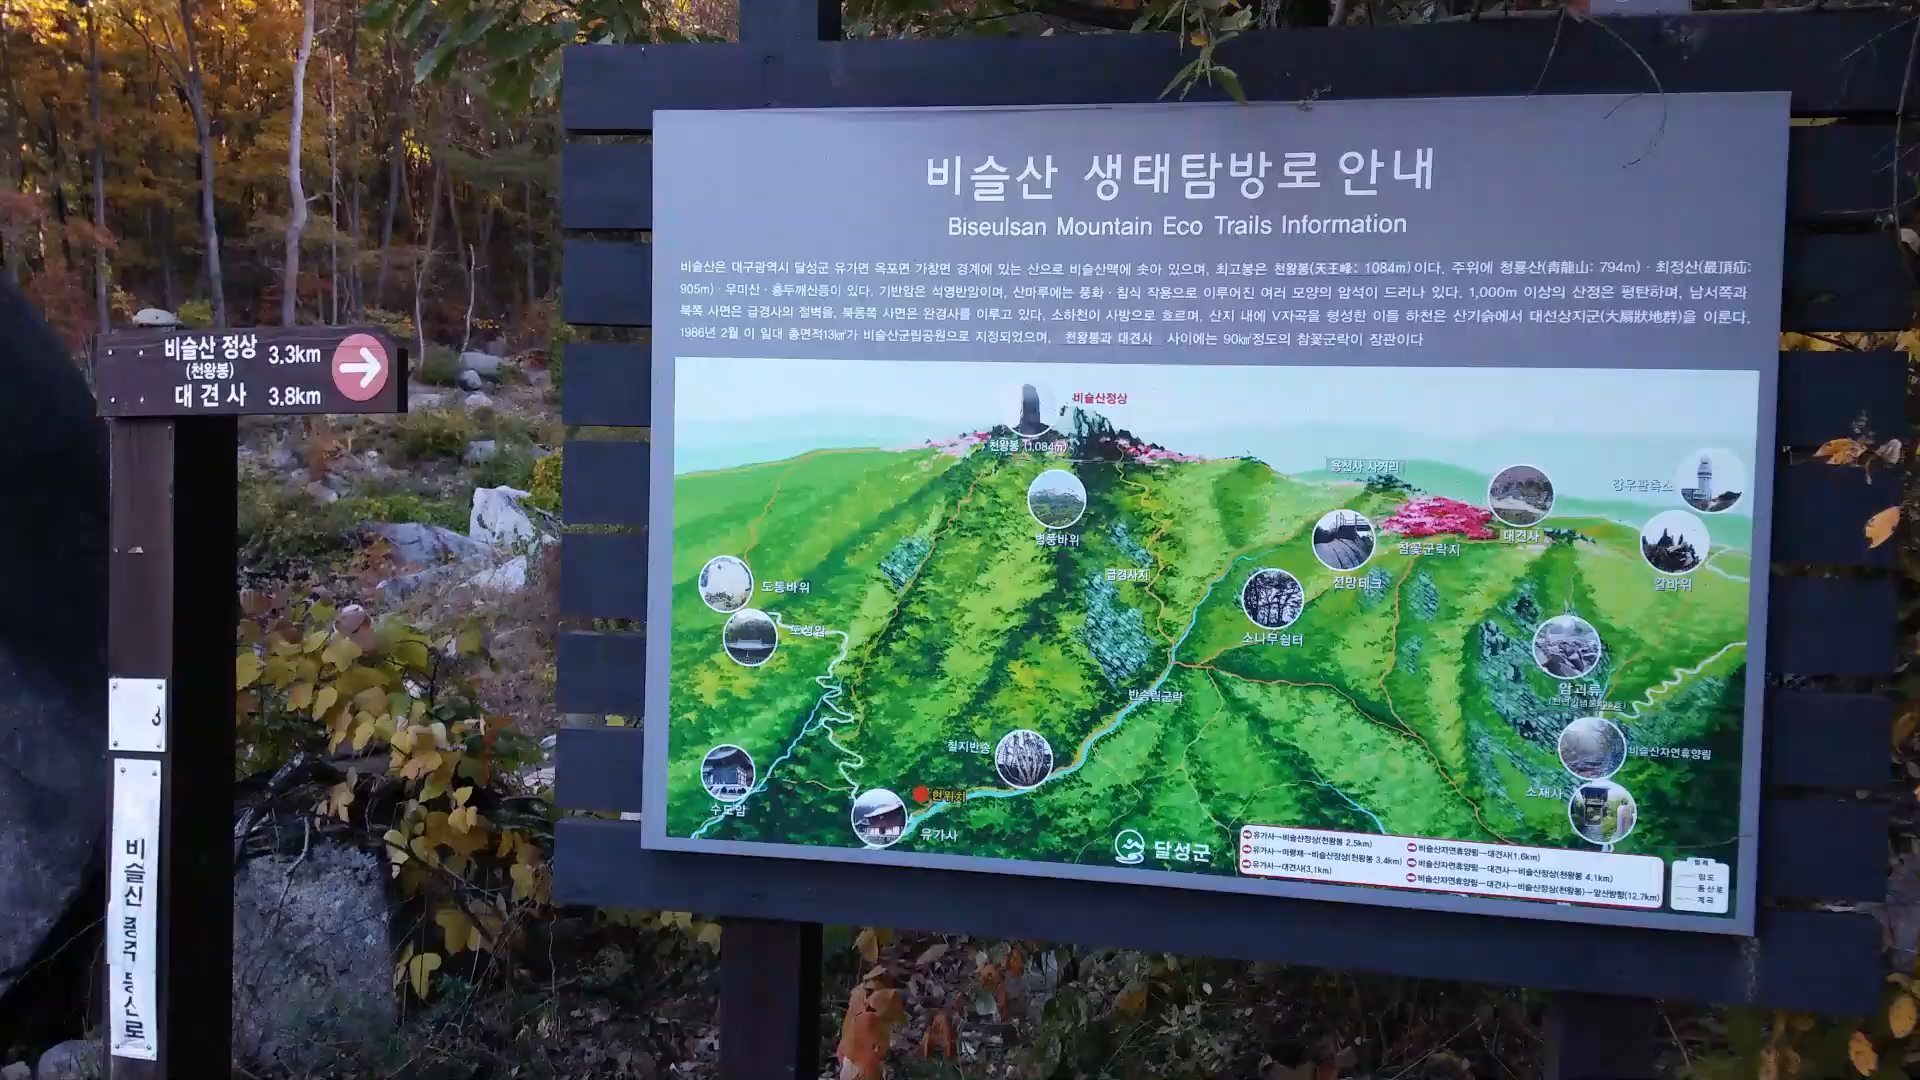 비슬산 정상 3.3km
(천왕봉)
대견사 3.8km
3
비슬산 종주 등산로
비슬산 생태탐방로 안내
Biseulsan Mountain Eco Trails Information
비슬산은 대구광역시 달성군 유가면 옥포면 가창면 경계에 있는 산으로 비슬산맥에 솟아 있으며, 최고봉은 천왕봉(天王峰: 1084m)이다. 주위에 청룡산(靑龍山: 794m)·최정산(最頂山:
905m)·우미산·홍두깨산등이 있다. 기반암은 석영반암이며, 산마루에는 풍화·침식 작용으로 이루어진 여러 모양의 암석이 드러나 있다. 1,000m 이상의 산정은 평탄하며, 남서쪽과
북쪽 사면은 급경사의 절벽을, 북동쪽 사면은 완경사를 이루고 있다. 소하천이 사방으로 흐르며, 산지 내에 V자곡을 형성한 이들 하천은 산기슭에서 대선상지군(大扇狀地群)을 이룬다.
1986년 2월 이 일대 총면적13㎢가 비슬산군립공원으로 지정되었으며, 천왕봉과 대견사 사이에는 90㎢정도의 참꽃군락이 장관이다
비슬산정상
천왕봉 (1,084m)
용천사 사거리
강우관측소
병풍바위
대견사
참꽃군락지
급경사지
전망테크
칼바위
도통바위
도성암
소나무쉼터
암괴류
반송림군락
철지반송
비슬산자연휴양림
소재사
현위치
수도암
유가사
달성군
유가사→비슬산정상(천왕봉 2.5km)
유가사→마령재→비슬산정상(천왕봉 3.4km)
유가사→대견사(3.1km)
비슬산자연휴양림→대견사(1.6km)
비슬산자연휴양림→대견사→비슬산정상(천왕봉 4.1km)
비슬산자연휴양림→대견사→비슬산정상(천왕봉)→앞산방향(12.7km)
범례
임도
등산로
계곡